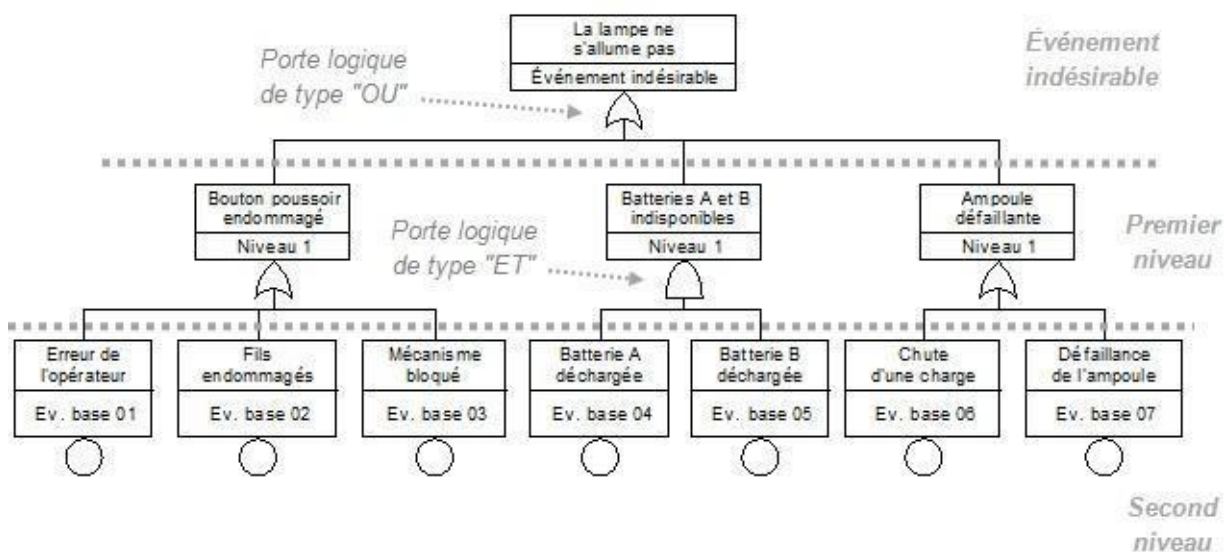 La lampe ne
s'allume pas
Événement indésirable
Événement
indésirable
Porte logique
de type "OU"
Bouton poussoir
endommagé
Niveau 1
Batteries A et B
indisponibles
Niveau 1
Ampoule
défaillante
Niveau 1
Premier
niveau
Porte logique
de type "ET"
Erreur de
l'opérateur
Ev. base 01
Fils
endommagés
Ev. base 02
Mécanisme
bloqué
Ev. base 03
Batterie A
déchargée
Ev. base 04
Batterie B
déchargée
Ev. base 05
Chute
d'une charge
Ev. base 06
Défaillance
de l'ampoule
Ev. base 07
Second
niveau